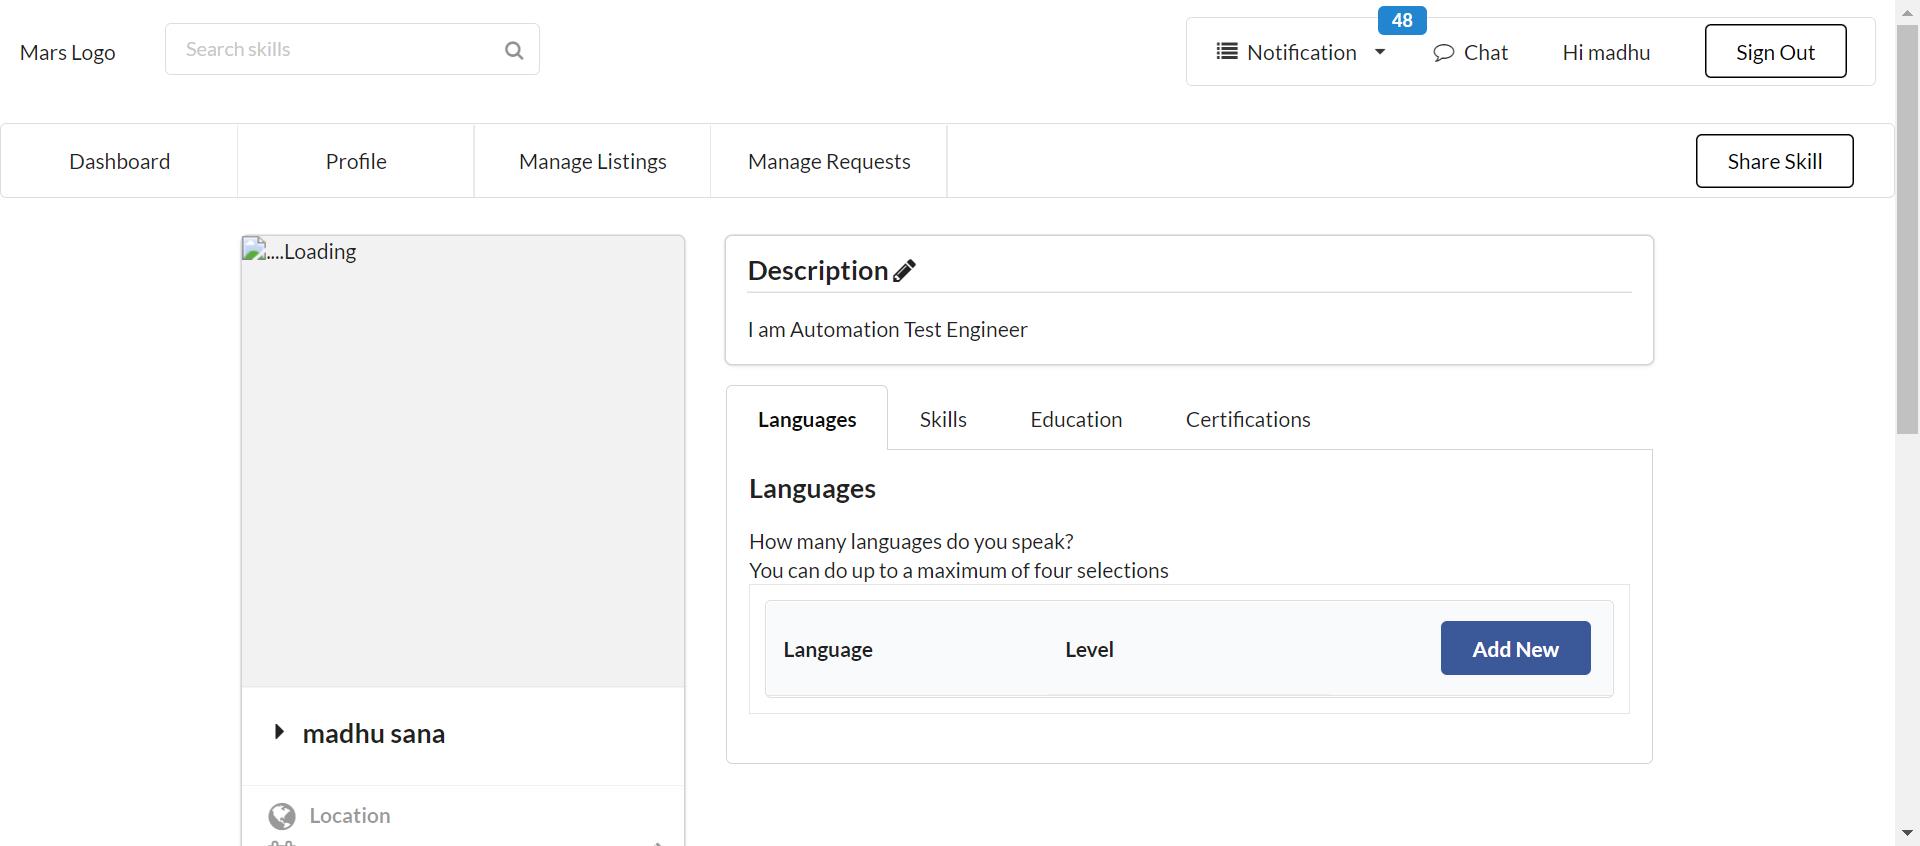 48
Mars Logo
Search skills
Notification
Chat
Hi madhu
Sign Out
Dashboard
Profile
Manage Listings
Manage Requests
Share Skill
....Loading
madhu sana
Location
Description
I am Automation Test Engineer
Languages
Skills
Education
Certifications
Languages
How many languages do you speak?
You can do up to a maximum of four selections
Language
Level
Add New